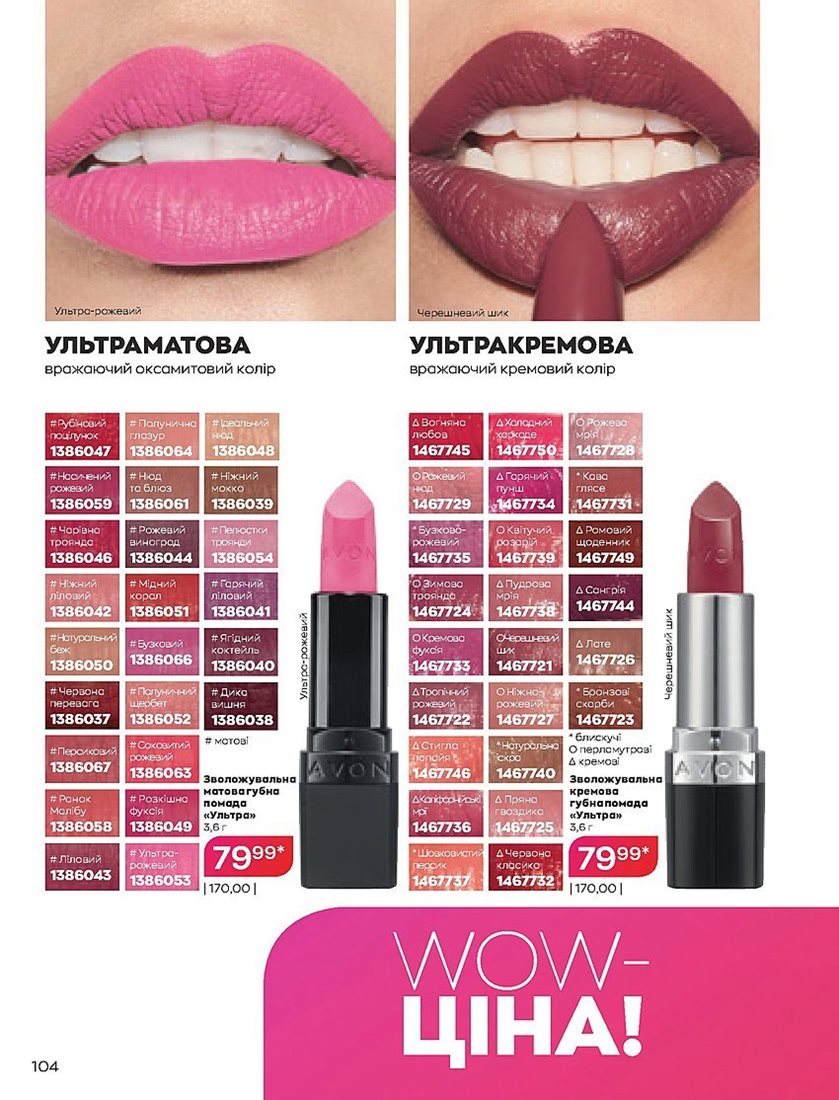 Ультра-рожевий
Черешневий шик
УЛЬТРАМАТОВА
вражаючий оксамитовий колір
УЛЬТРАКРЕМОВА
вражаючий кремовий колір
# Рубіновий
поцілунок
1386047
# Полунична
глазур
1386064
# Ідеальний
нюд
1386048
# Насичений
рожевий
1386059
# Нюд
та блюз
1386061
# Ніжний
мокко
1386039
# Чарівна
троянда
1386046
# Рожевий
виноград
1386044
# Пелюстки
троянди
1386054
# Ніжний
ліловий
1386042
# Мідний
корал
1386051
# Гарячий
ліловий
1386041
# Натуральний
беж
1386050
# Бузковий
1386066
# Ягідний
коктейль
1386040
# Червона
перевага
1386037
# Полуничний
щербет
1386052
# Дика
вишня
1386038
# Персиковий
1386067
# Соковитий
рожевий
1386063
# матові
# Ранок
Малібу
1386058
# Розкішна
фуксія
1386049
# Ліловий
1386043
# Ультра-
рожевий
1386053
Зволожувальна
матова губна
помада
«Ультра»
3,6 г
79⁹⁹*
|170,00|
Ультра-рожевий
AVON
AVON
Δ Вогняна
любов
1467745
Δ Холодний
каркаде
1467750
О Рожева
мрія
1467728
О Рожевий
нюд
1467729
Δ Гарячий
пунш
1467734
* Кава
глясе
1467731
* Бузково-
рожевий
1467735
О Квітучий
розарій
1467739
Δ Ромовий
щоденник
1467749
О Зимова
троянда
1467724
Δ Пудрова
мрія
1467738
Δ Сангрія
1467744
О Кремова
фуксія
1467733
О Черешневий
шик
1467721
Δ Лате
1467726
Δ Тропічний
рожевий
1467722
О Ніжно-
рожевий
1467727
* Бронзові
скарби
1467723
Δ Стигла
папайя
1467746
* Натуральна
іскра
1467740
* блискучі
О перламутрові
Δ кремові
Δ Каліфорнійські
мрії
1467736
Δ Пряна
гвоздика
1467725
* Шовковистий
персик
1467737
Δ Червона
класика
1467732
Зволожувальна
кремова
губна помада
«Ультра»
3,6 г
79⁹⁹*
|170,00|
Черешневий шик
AVON
AVON
WOW-
ЦІНА!
104